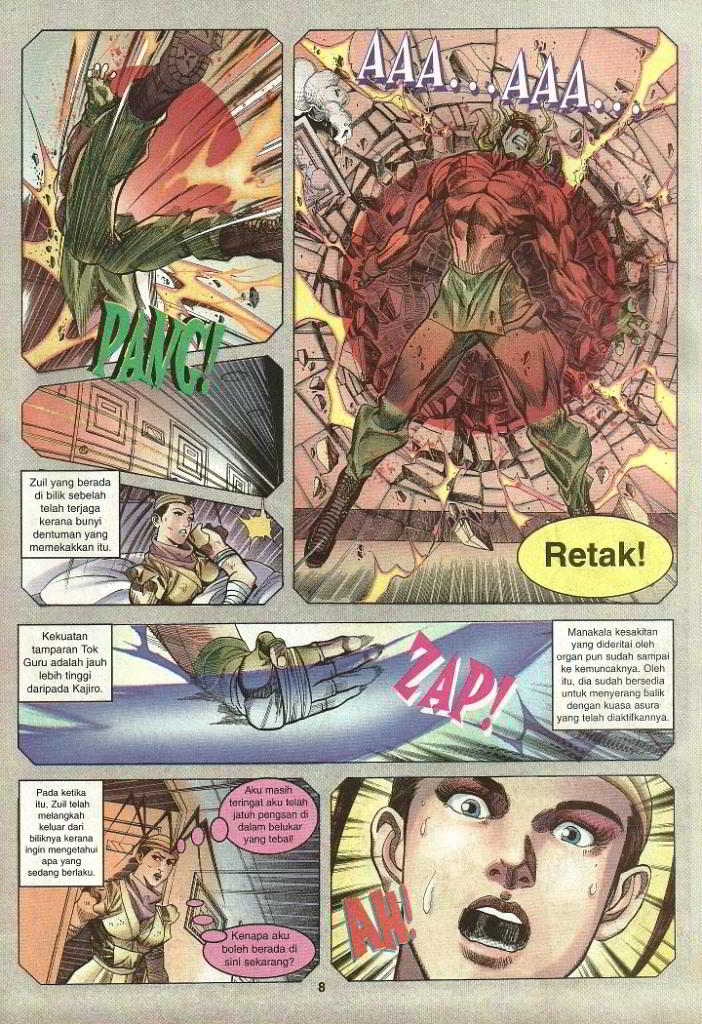 PANG!
AAA...AAA...
Retak!
Zuil yang berada
di bilik sebelah
telah terjaga
kerana bunyi
dentuman yang
memekakkan itu.
Kekuatan
tamparan Tok
Guru adalah jauh
lebih tinggi
daripada Kajiro.
ZAP!
Manakala kesakitan
yang dideritai oleh
organ pun sudah sampai
ke kemuncaknya. Oleh
itu, dia sudah bersedia
untuk menyerang balik
dengan kuasa asura
yang telah diaktifkannya.
Pada ketika
itu, Zuil telah
melangkah
keluar dari
biliknya kerana
ingin mengetahui
apa yang
sedang berlaku.
Aku masih
teringat aku telah
jatuh pengsan di
dalam belukar
yang tebal!
Kenapa aku
boleh berada di
sini sekarang?
AH!
8